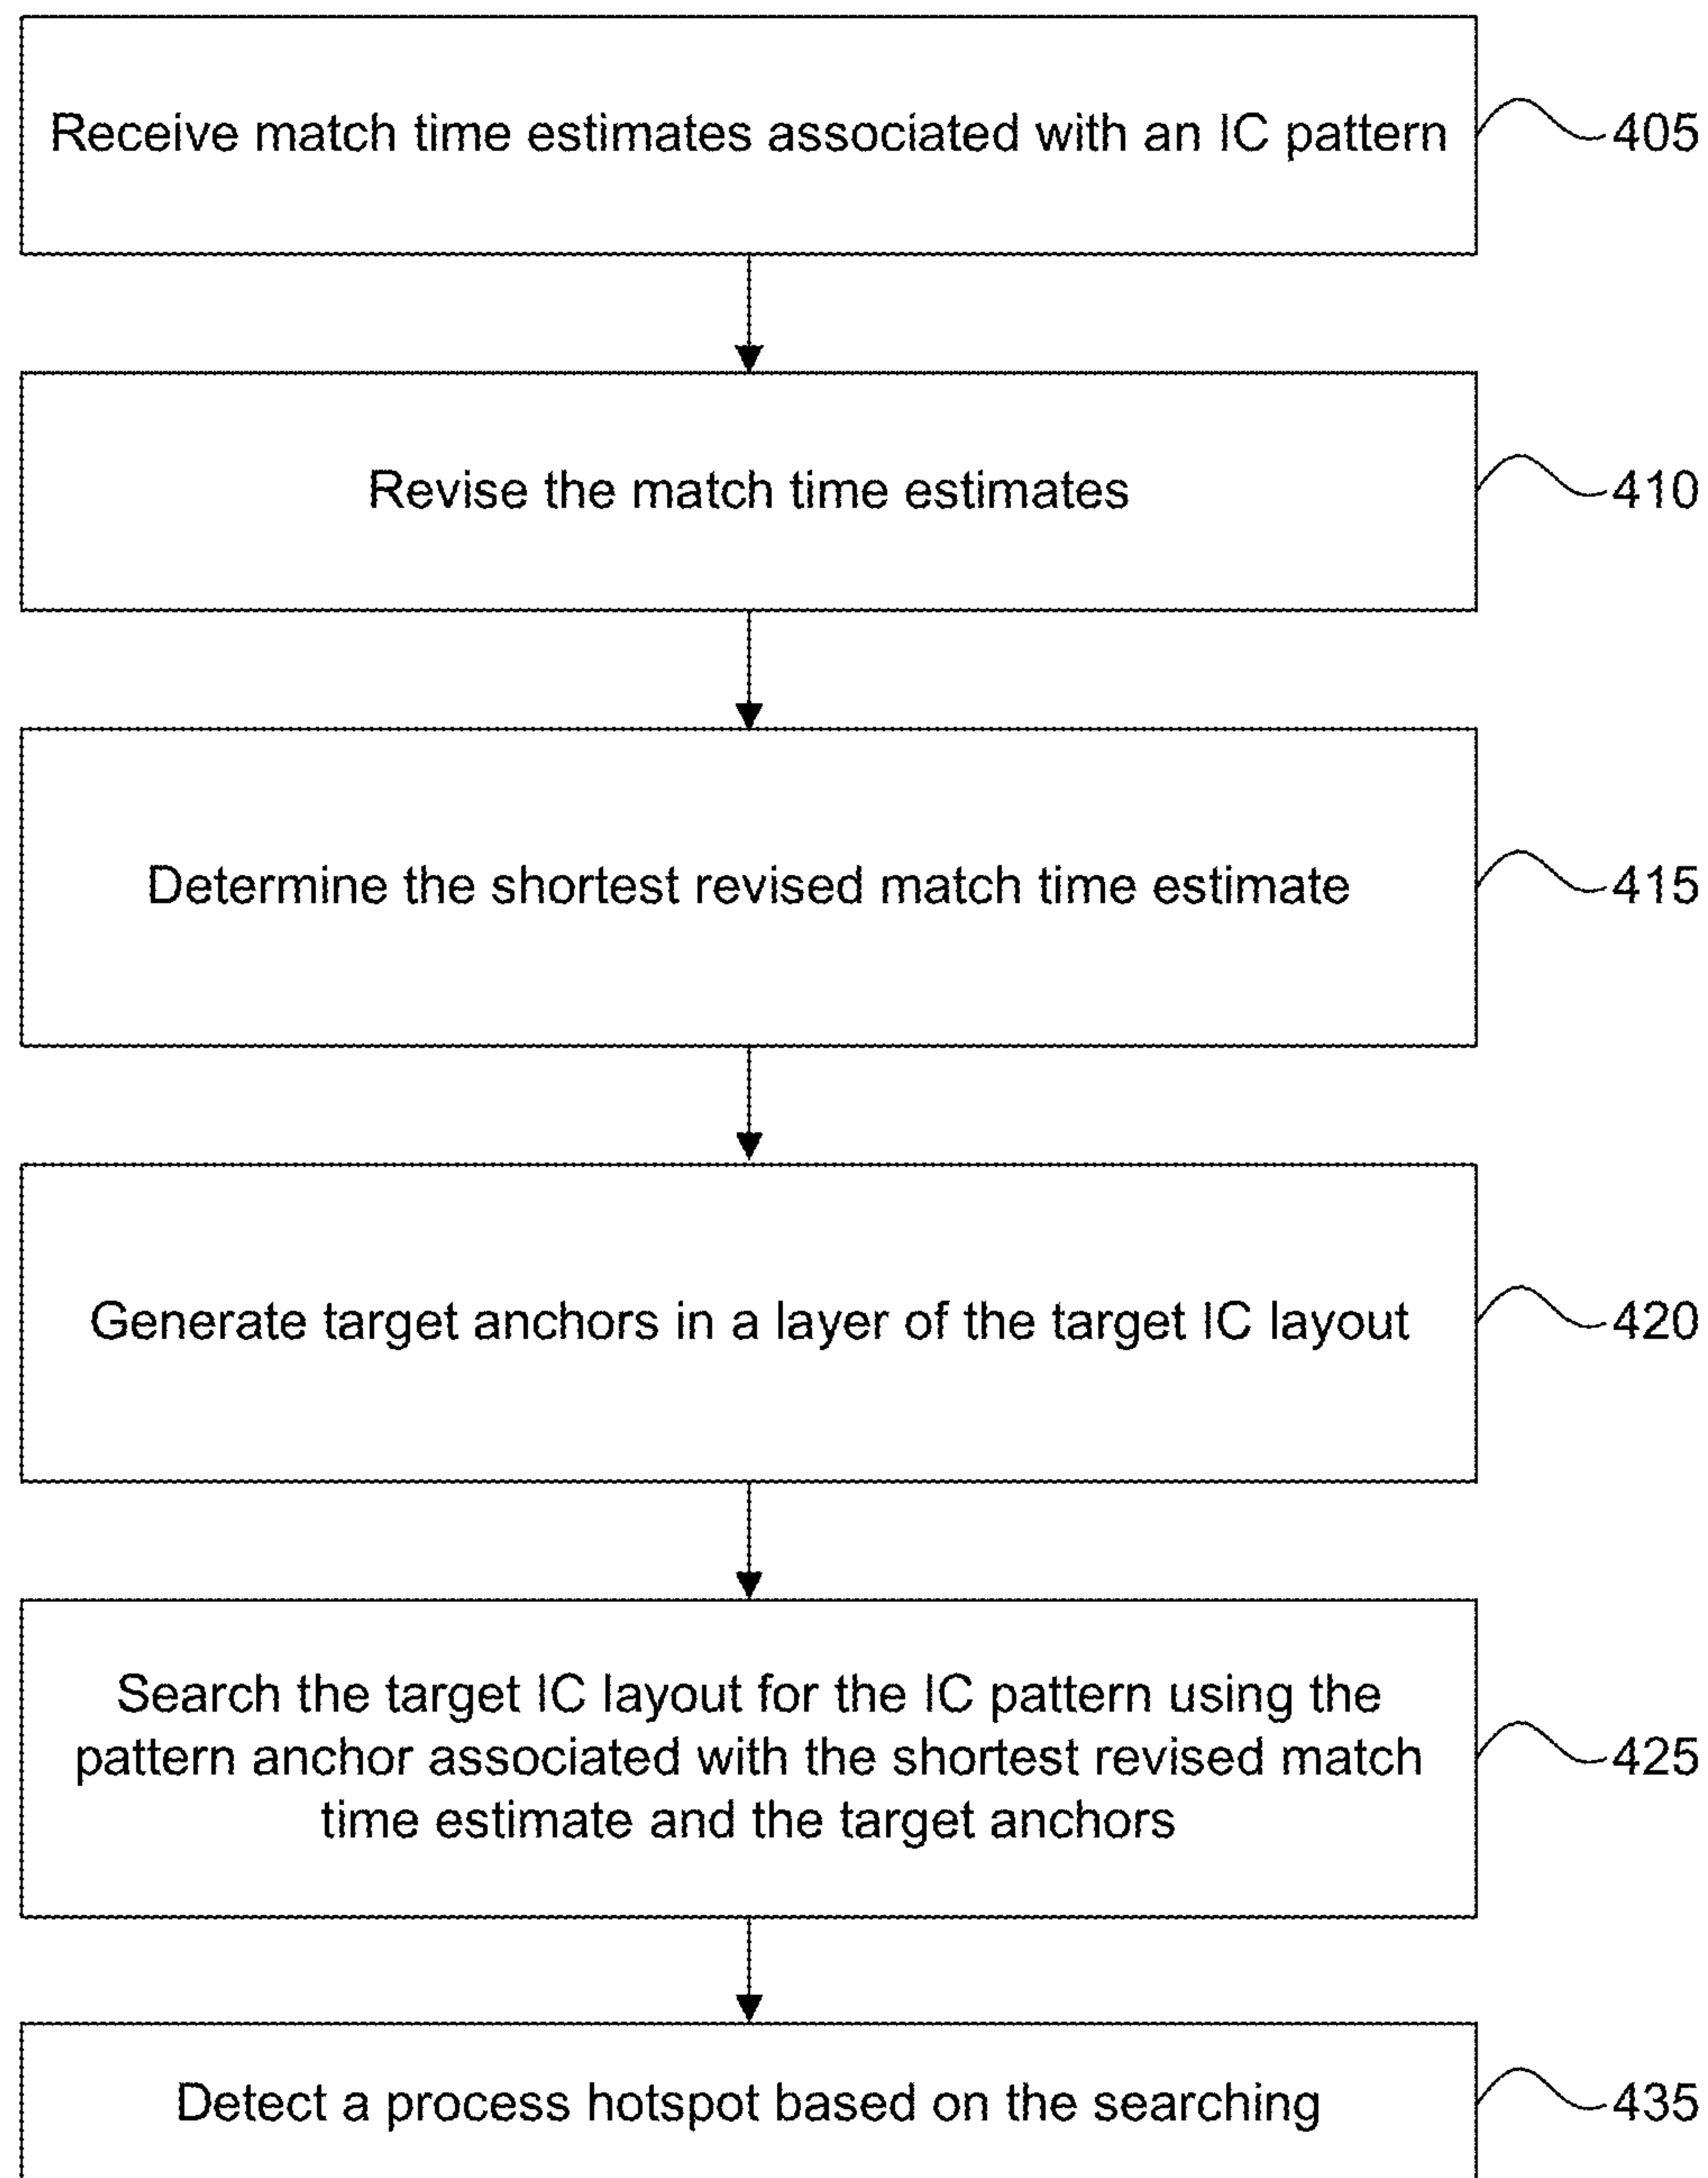 Receive match time estimates associated with an IC pattern
405
Revise the match time estimates
410
Determine the shortest revised match time estimate
415
Generate target anchors in a layer of the target IC layout
420
Search the target IC layout for the IC pattern using the
pattern anchor associated with the shortest revised match
time estimate and the target anchors
425
Detect a process hotspot based on the searching
435